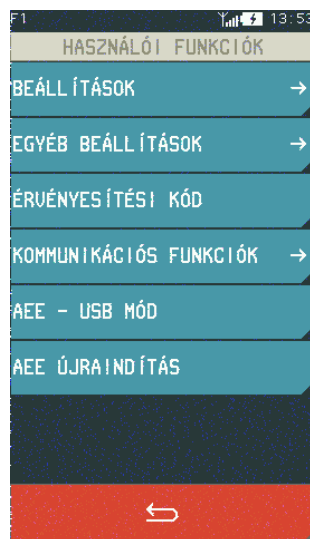 F1 13:53
HASZNÁLÓI FUNKCIÓK
BEÁLLÍTÁSOK
EGYÉB BEÁLLÍTÁSOK
ÉRVÉNYESÍTÉSI KÓD
KOMMUNIKÁCIÓS FUNKCIÓK
AEE - USB MÓD
AEE ÚJRAINDÍTÁS